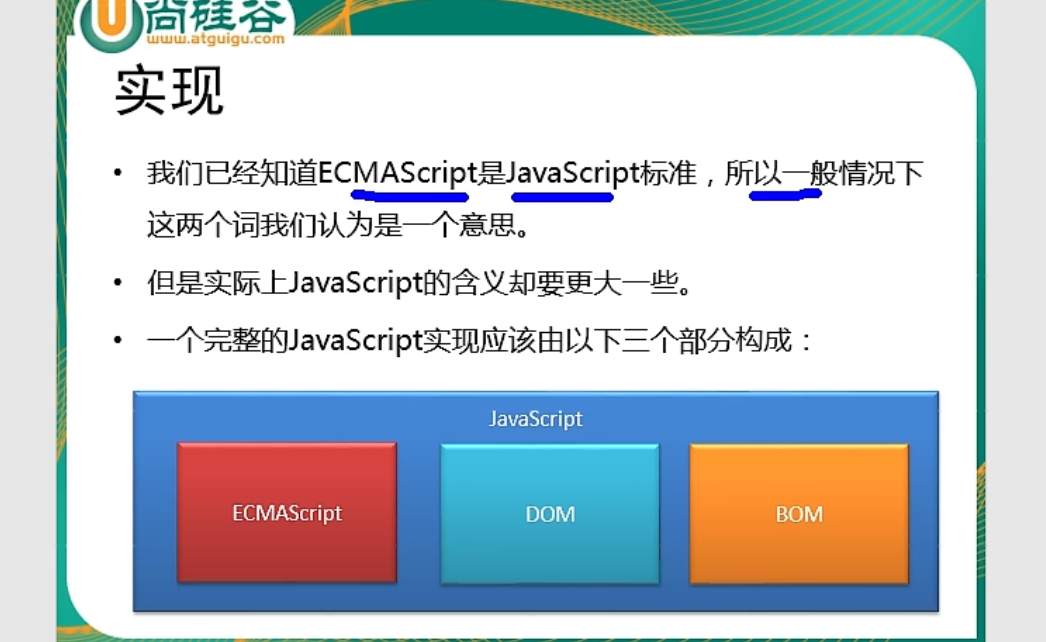 尚硅谷
www.atguigu.com
实现
• 我们已经知道ECMAScript是JavaScript标准，所以一般情况下
这两个词我们认为是一个意思。
• 但是实际上JavaScript的含义却要更大一些。
• 一个完整的JavaScript实现应该由以下三个部分构成：
JavaScript
ECMAScript
DOM
BOM